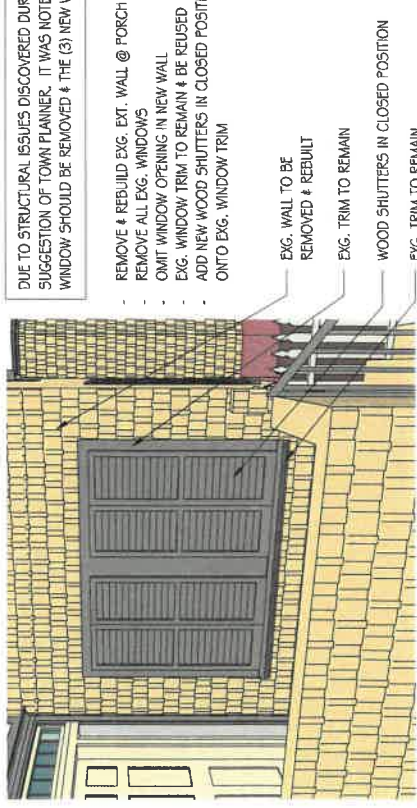 DUE TO STRUCTURAL ISSUES DISCOVERED DUR
SUGGESTION OF TOWN PLANNER. IT WAS NOTE
WINDOW SHOULD BE REMOVED & THE (3) NEW
- REMOVE & REBUILD EXG. EXT. WALL @ PORCH
- REMOVE ALL EXG. WINDOWS
- OMIT WINDOW OPENING IN NEW WALL
- EXG. WINDOW TRIM TO REMAIN & BE REUSED
- ADD NEW WOOD SHUTTERS IN CLOSED POSIT
ONTO EXG. WINDOW TRIM
EXG. WALL TO BE
REMOVED & REBUILT
EXG. TRIM TO REMAIN
WOOD SHUTTERS IN CLOSED POSITION
EXG. TRIM TO REMAIN